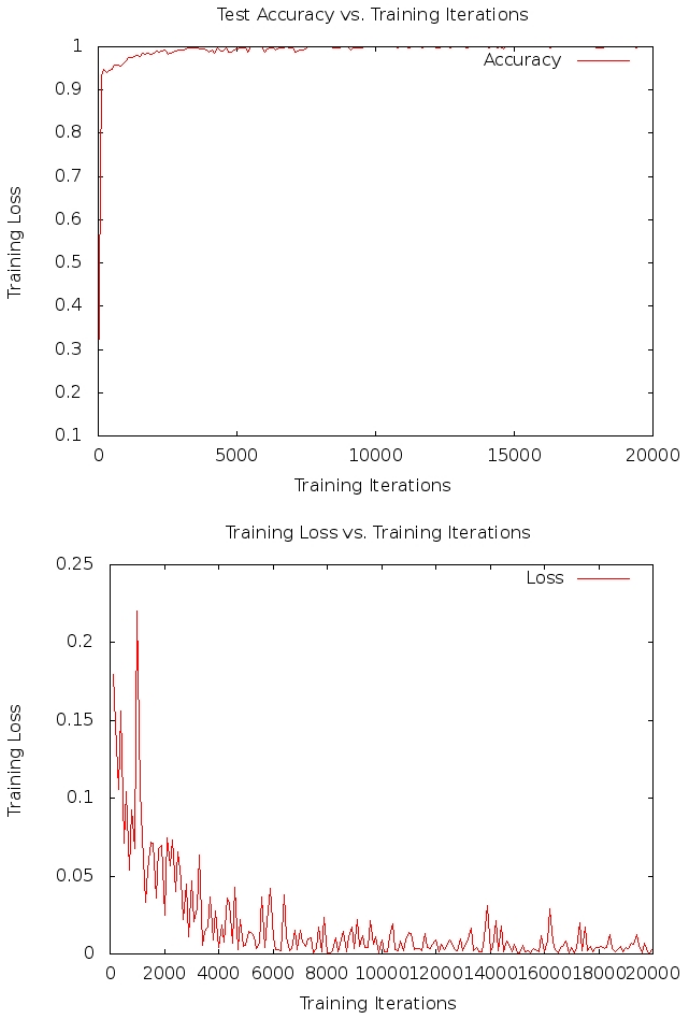 Test Accuracy vs. Training Iterations
1
Accuracy
0.9
0.8
0.7
0.6
Training Loss
0.5
0.4
0.3
0.2
0.1
0 5000 10000 15000 20000
Training Iterations
Training Loss vs. Training Iterations
0.25
Loss
0.2
0.15
Training Loss
0.1
0.05
0
0 2000 4000 6000 8000 10000 12000 14000 16000 18000 20000
Training Iterations